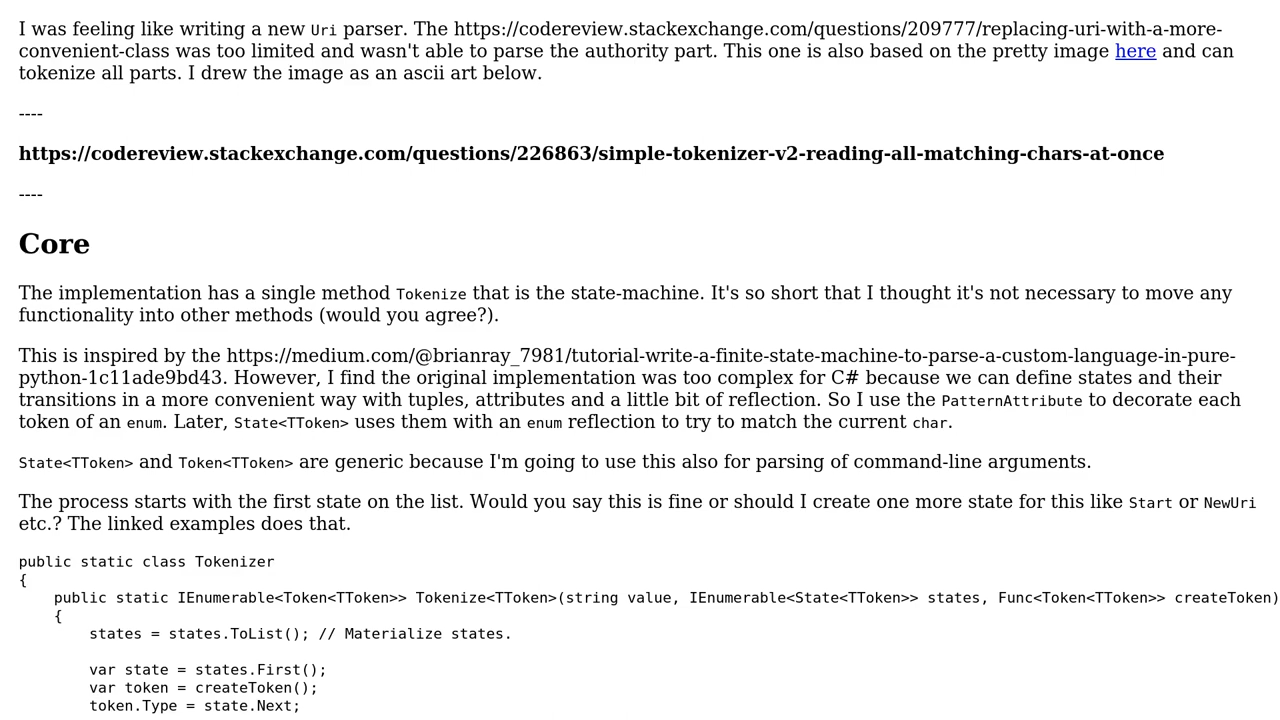 I was feeling like writing a new Uri parser. The https://codereview.stackexchange.com/questions/209777/replacing-uri-with-a-more-
convenient-class was too limited and wasn't able to parse the authority part. This one is also based on the pretty image here and can
tokenize all parts. I drew the image as an ascii art below.
----
https://codereview.stackexchange.com/questions/226863/simple-tokenizer-v2-reading-all-matching-chars-at-once
----
Core
The implementation has a single method Tokenize that is the state-machine. It's so short that I thought it's not necessary to move any
functionality into other methods (would you agree?).
This is inspired by the https://medium.com/@brianray_7981/tutorial-write-a-finite-state-machine-to-parse-a-custom-language-in-pure-
python-1c11ade9bd43. However, I find the original implementation was too complex for C# because we can define states and their
transitions in a more convenient way with tuples, attributes and a little bit of reflection. So I use the PatternAttribute to decorate each
token of an enum. Later, State<TToken> uses them with an enum reflection to try to match the current char.
State<TToken> and Token<TToken> are generic because I'm going to use this also for parsing of command-line arguments.
The process starts with the first state on the list. Would you say this is fine or should I create one more state for this like Start or NewUri
etc.? The linked examples does that.
public static class Tokenizer
{
    public static IEnumerable<Token<TToken>> Tokenize<TToken>(string value, IEnumerable<State<TToken>> states, Func<Token<TToken>> createToken)
    {
        states = states.ToList(); // Materialize states.
        var state = states.First();
        var token = createToken();
        token.Type = state.Next;